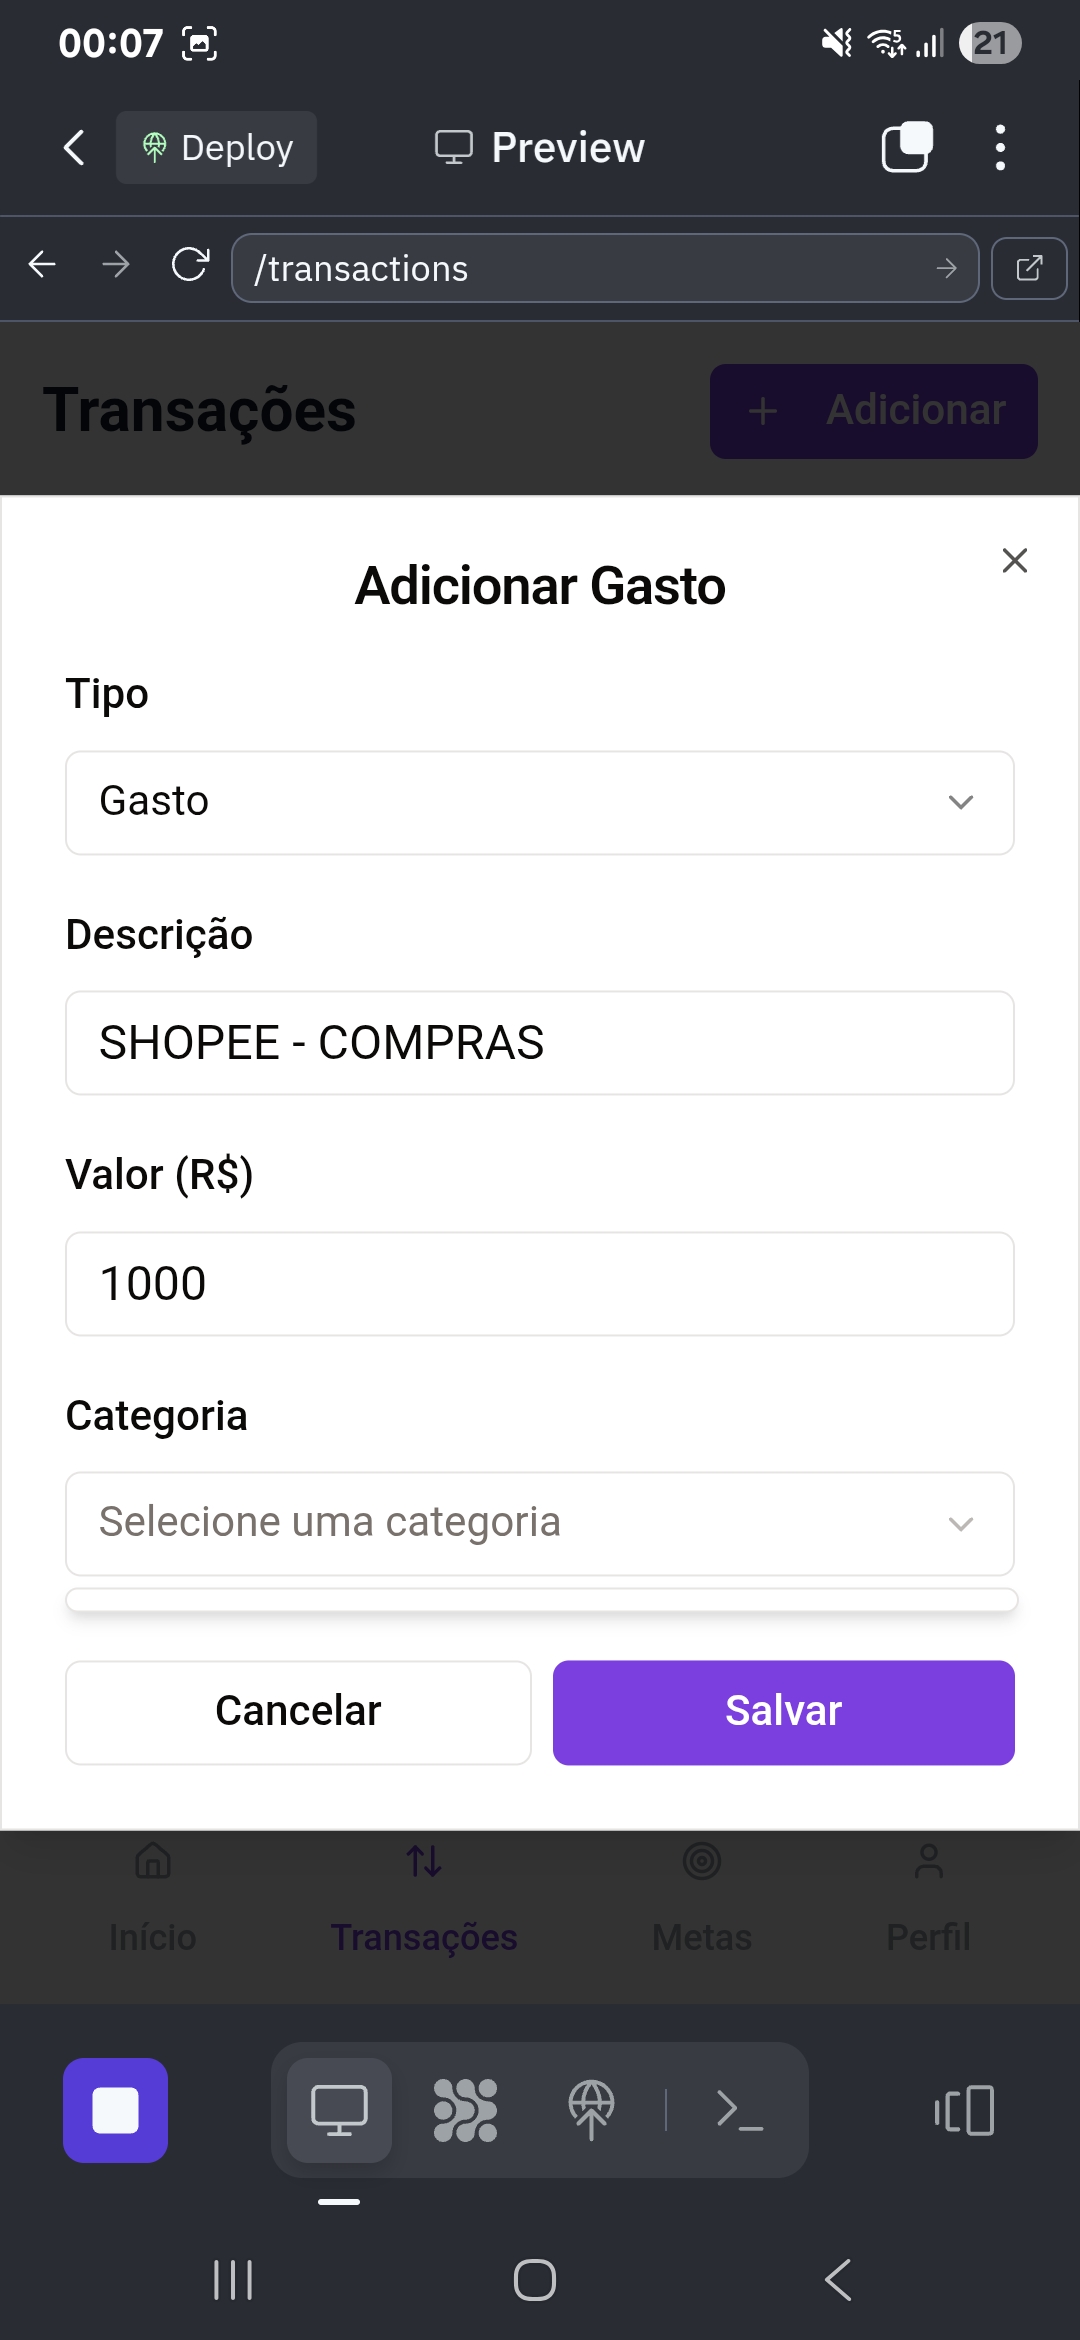 00:07
5
21
Deploy
Preview
/transactions
Transações
+ Adicionar
Adicionar Gasto
Tipo
Gasto
Descrição
SHOPEE - COMPRAS
Valor (R$)
1000
Categoria
Selecione uma categoria
Cancelar
Salvar
Início
Transações
Metas
Perfil